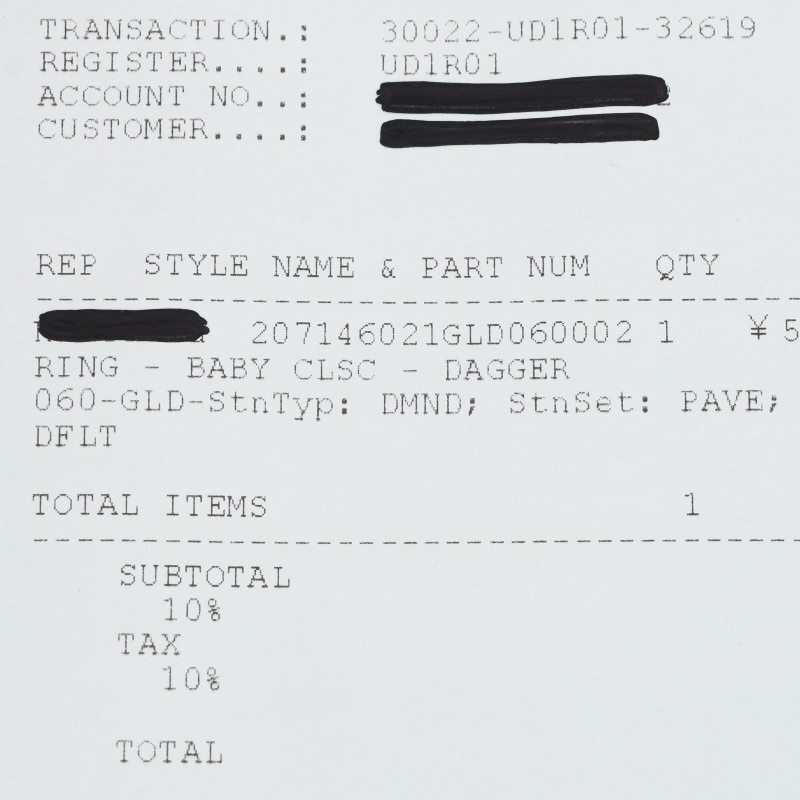 TRANSACTION.: 30022-UD1R01-32619
REGISTER....: UD1R01
ACCOUNT NO..:
CUSTOMER....:
REP STYLE NAME & PART NUM QTY
207146021GLD060002 1 ¥5
RING - BABY CLSC - DAGGER
060-GLD-StnTyp: DMND; StnSet: PAVE;
DFLT
TOTAL ITEMS 1
SUBTOTAL
10%
TAX
10%
TOTAL